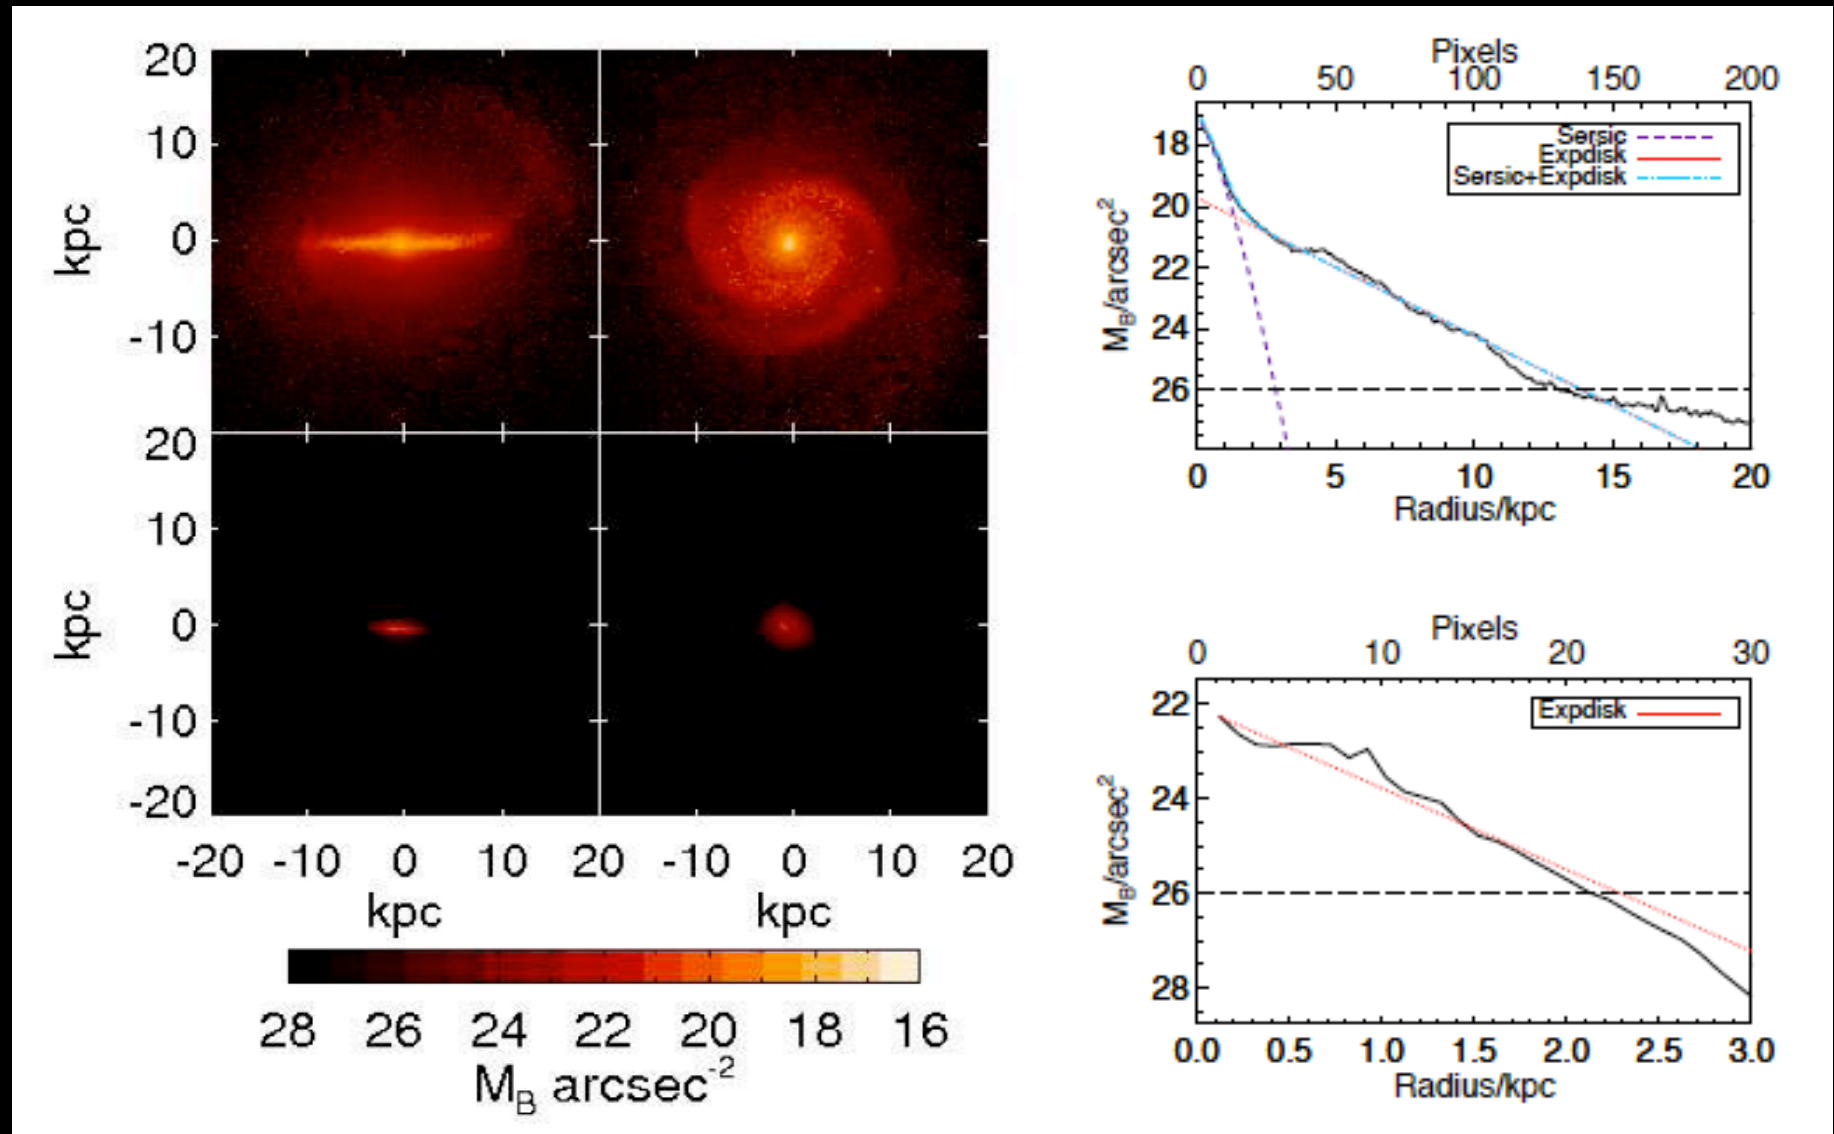 20
10
0
-10
kpc
20
10
0
-10
-20
kpc
-20 -10 0 10 20 -10 0 10 20
kpc kpc
28 26 24 22 20 18 16
M_B arcsec^-2
Pixels
0 50 100 150 200
Sersic
Expdisk
Sersic+Expdisk
18
20
22
24
26
M_B/arcsec^2
0 5 10 15 20
Radius/kpc
Pixels
0 10 20 30
Expdisk
22
24
26
28
M_B/arcsec^2
0.0 0.5 1.0 1.5 2.0 2.5 3.0
Radius/kpc